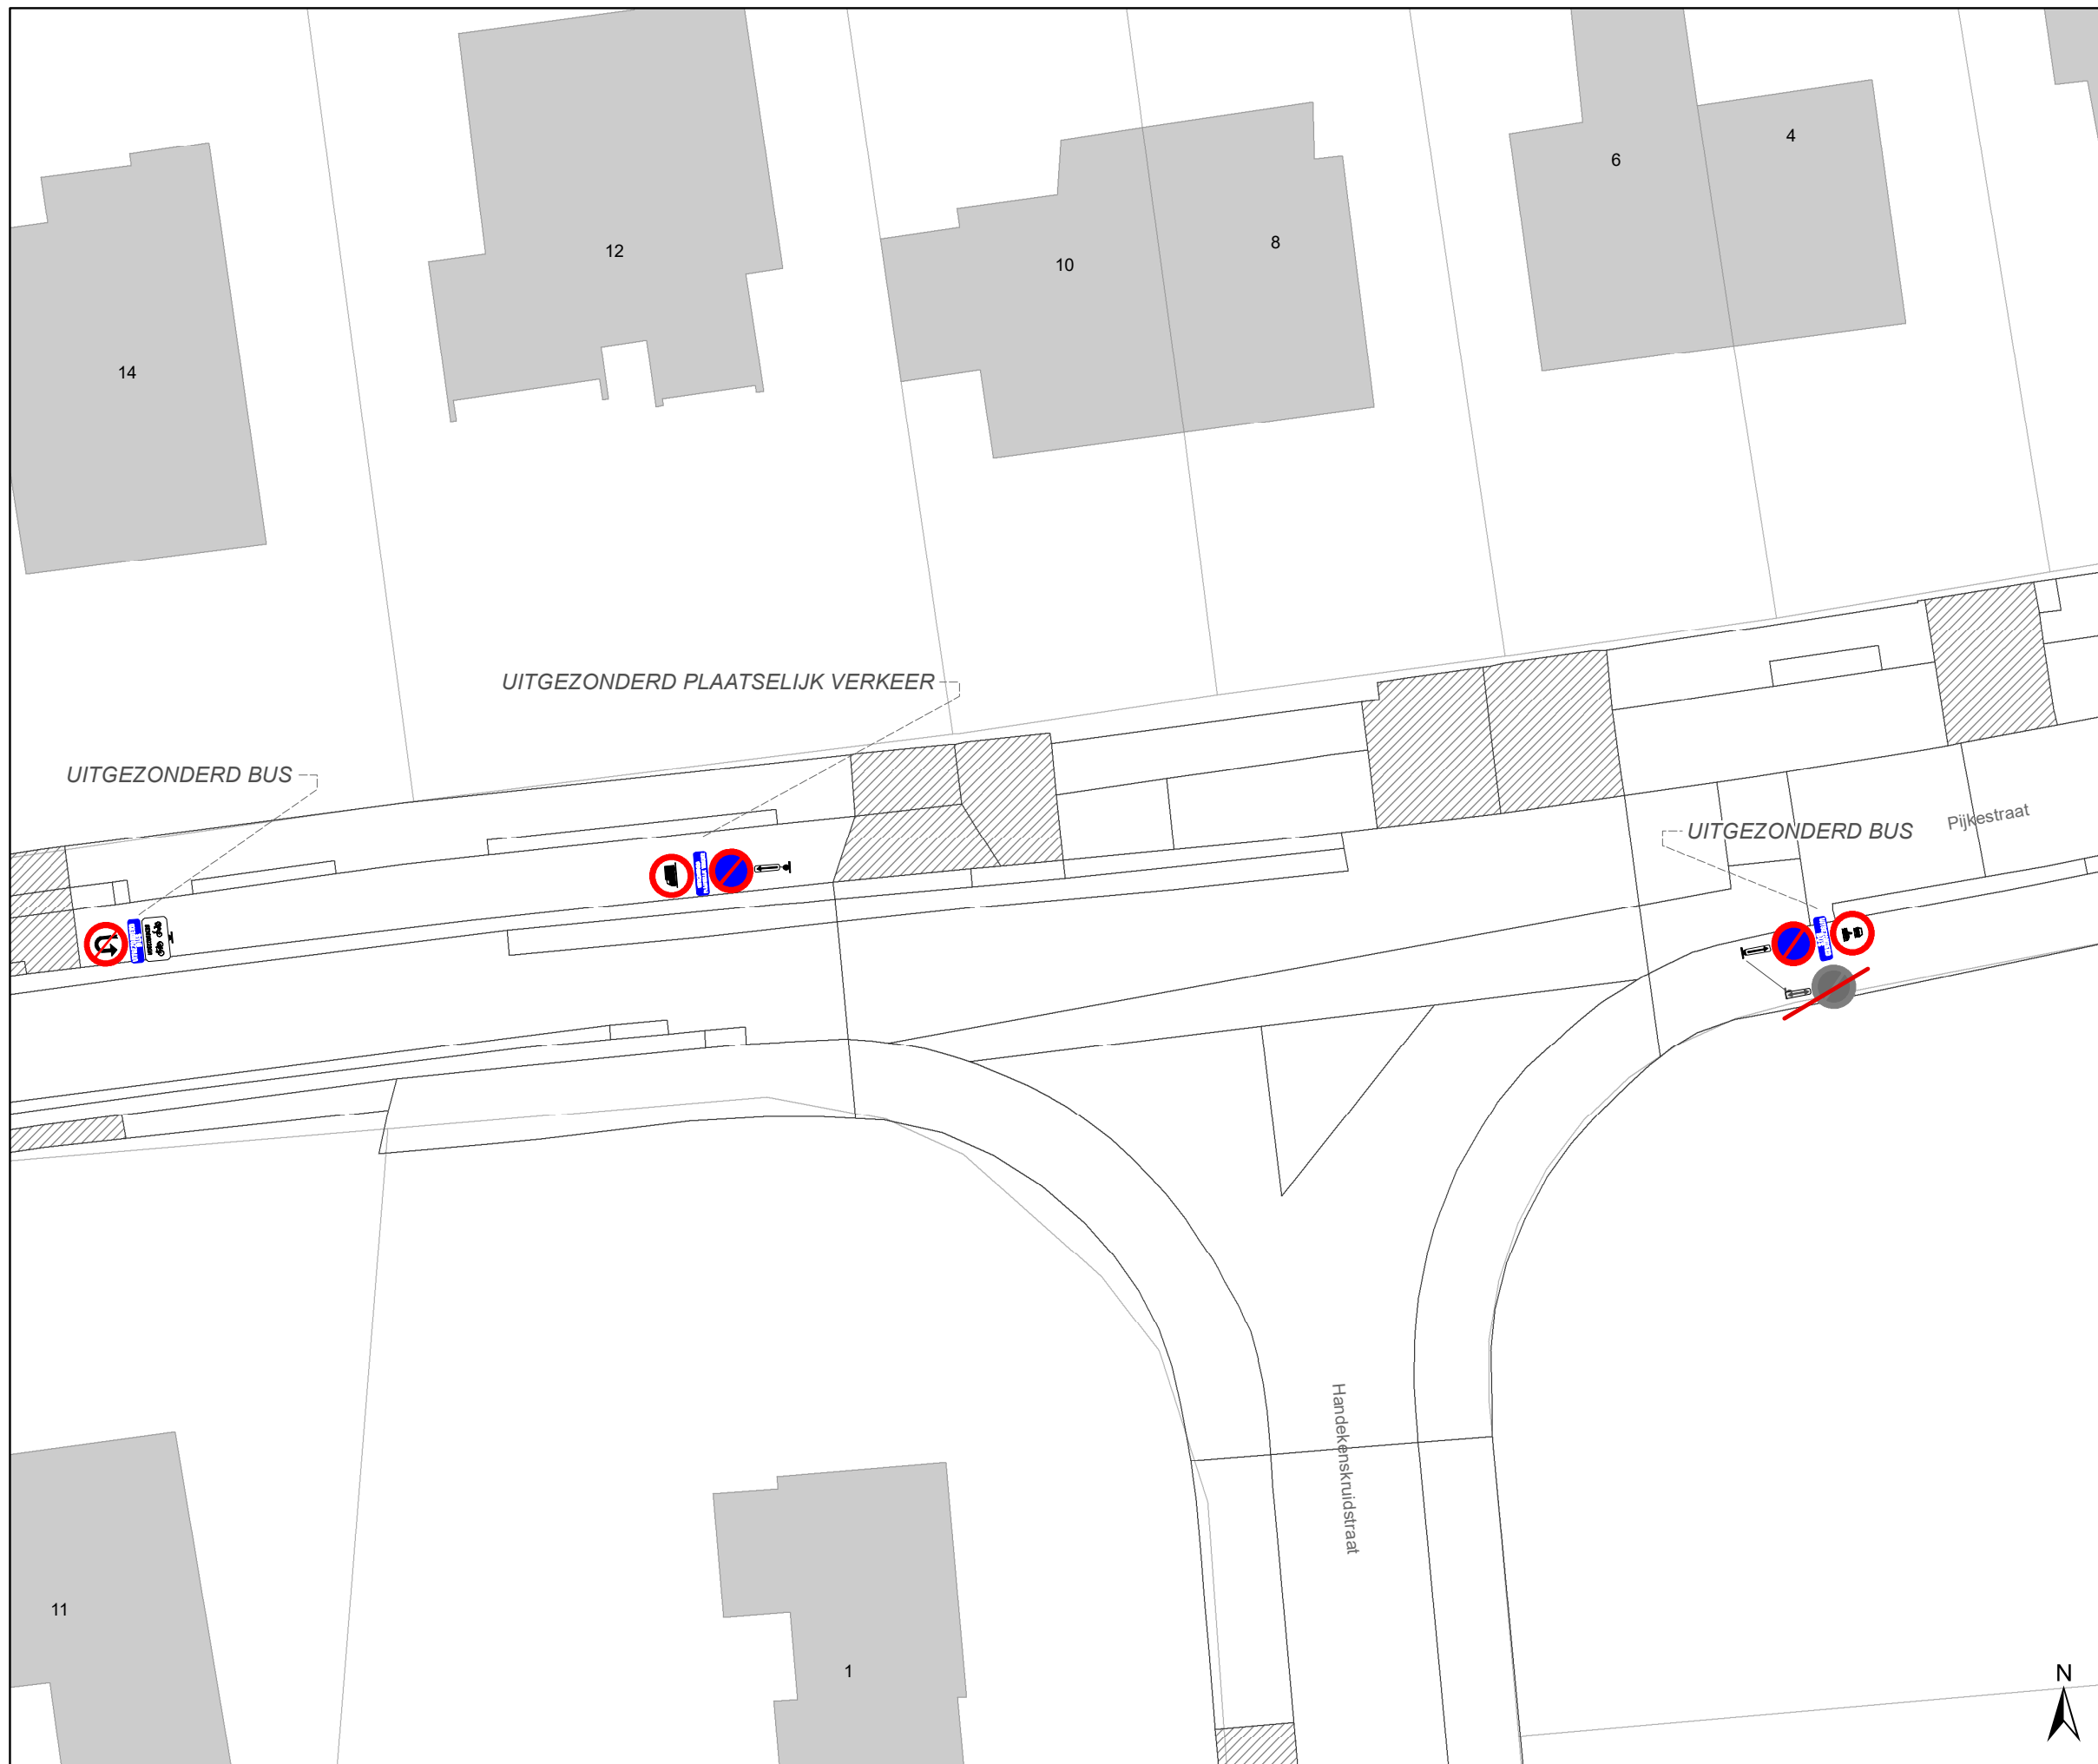 4
6
8
12
10
14
UITGEZONDERD PLAATSELIJK VERKEER
UITGEZONDERD BUS
Pijkestraat
UITGEZONDERD BUS
Handekenskruidstraat
11
1
N